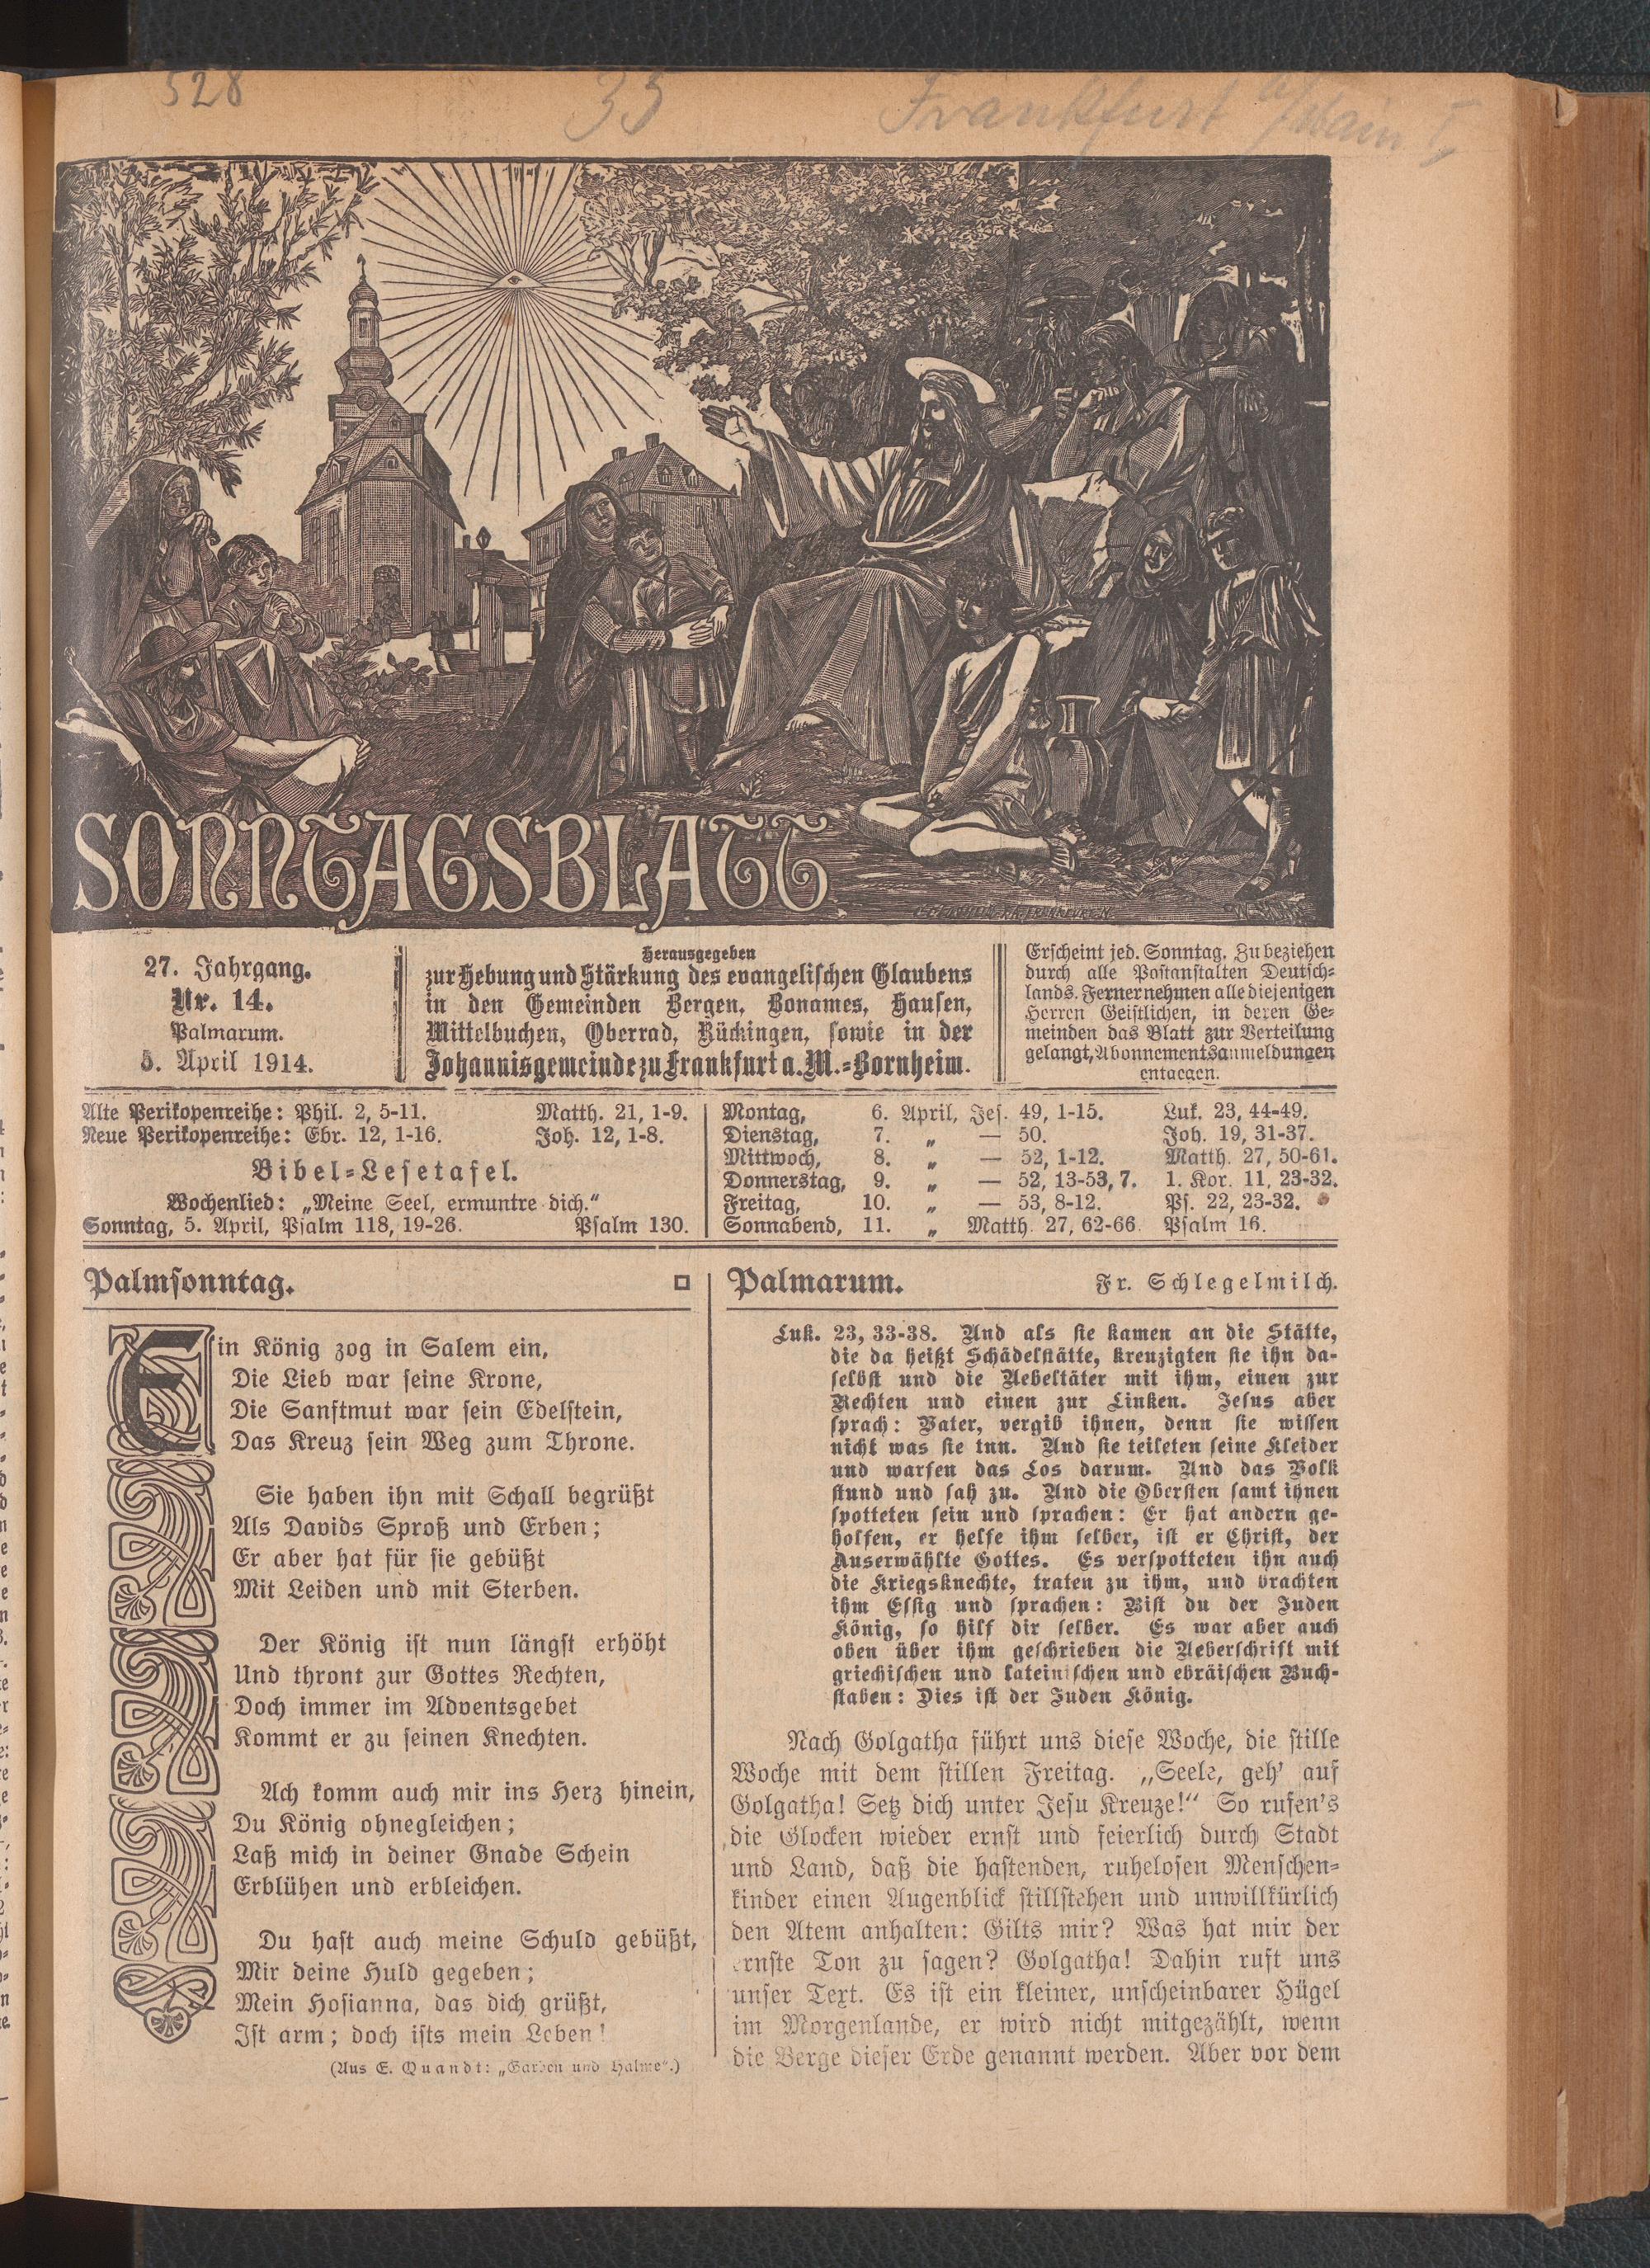 528
35
Frankfurt a/Main I
SONNTAGSBLATT
27. Jahrgang.
Nr. 14.
Palmarum.
5. April 1914.
Herausgegeben
zur Hebung und Stärkung des evangelischen Glaubens
in den Gemeinden Bergen, Bonames, Hausen,
Mittelbuchen, Oberrad, Rückingen, sowie in der
Johannisgemeinde zu Frankfurt a. M.-Bornheim.
Erscheint jed. Sonntag. Zu beziehen
durch alle Postanstalten Deutsch-
lands. Ferner nehmen alle diejenigen
Herren Geistlichen, in deren Ge-
meinden das Blatt zur Verteilung
gelangt, Abonnementsanmeldungen
entgegen.
Alte Perikopenreihe: Phil. 2, 5-11. Matth. 21, 1-9.
Neue Perikopenreihe: Ebr. 12, 1-16. Joh. 12, 1-8.
Bibel-Lesetafel.
Wochenlied: „Meine Seel, ermuntre dich.“
Sonntag, 5. April, Psalm 118, 19-26. Psalm 130.
Montag, 6. April, Jes. 49, 1-15. Luk. 23, 44-49.
Dienstag, 7. „ — 50. Joh. 19, 31-37.
Mittwoch, 8. „ — 52, 1-12. Matth. 27, 50-61.
Donnerstag, 9. „ — 52, 13-53, 7. 1. Kor. 11, 23-32.
Freitag, 10. „ — 53, 8-12. Ps. 22, 23-32.
Sonnabend, 11. „ Matth. 27, 62-66. Psalm 16.
Palmsonntag.
Ein König zog in Salem ein,
Die Lieb war seine Krone,
Die Sanftmut war sein Edelstein,
Das Kreuz sein Weg zum Throne.
Sie haben ihn mit Schall begrüßt
Als Davids Sproß und Erben;
Er aber hat für sie gebüßt
Mit Leiden und mit Sterben.
Der König ist nun längst erhöht
Und thront zur Gottes Rechten,
Doch immer im Adventsgebet
Kommt er zu seinen Knechten.
Ach komm auch mir ins Herz hinein,
Du König ohnegleichen;
Laß mich in deiner Gnade Schein
Erblühen und erbleichen.
Du hast auch meine Schuld gebüßt,
Mir deine Huld gegeben;
Mein Hosianna, das dich grüßt,
Ist arm; doch ists mein Leben!
(Aus E. Quandt: „Garben und Halme“.)
Palmarum. Fr. Schlegelmilch.
Luk. 23, 33-38. Und als sie kamen an die Stätte,
die da heißt Schädelstätte, kreuzigten sie ihn da-
selbst und die Uebeltäter mit ihm, einen zur
Rechten und einen zur Linken. Jesus aber
sprach: Vater, vergib ihnen, denn sie wissen
nicht was sie tun. Und sie teileten seine Kleider
und warfen das Los darum. Und das Volk
stund und sah zu. Und die Obersten samt ihnen
spotteten sein und sprachen: Er hat andern ge-
holfen, er helfe ihm selber, ist er Christ, der
Auserwählte Gottes. Es verspotteten ihn auch
die Kriegsknechte, traten zu ihm, und brachten
ihm Essig und sprachen: Bist du der Juden
König, so hilf dir selber. Es war aber auch
oben über ihm geschrieben die Ueberschrift mit
griechischen und lateinischen und ebräischen Buch-
staben: Dies ist der Juden König.
Nach Golgatha führt uns diese Woche, die stille
Woche mit dem stillen Freitag. „Seele, geh' auf
Golgatha! Setz dich unter Jesu Kreuze!“ So rufen's
die Glocken wieder ernst und feierlich durch Stadt
und Land, daß die hastenden, ruhelosen Menschen-
kinder einen Augenblick stillstehen und unwillkürlich
den Atem anhalten: Gilts mir? Was hat mir der
ernste Ton zu sagen? Golgatha! Dahin ruft uns
unser Text. Es ist ein kleiner, unscheinbarer Hügel
im Morgenlande, er wird nicht mitgezählt, wenn
die Berge dieser Erde genannt werden. Aber vor dem